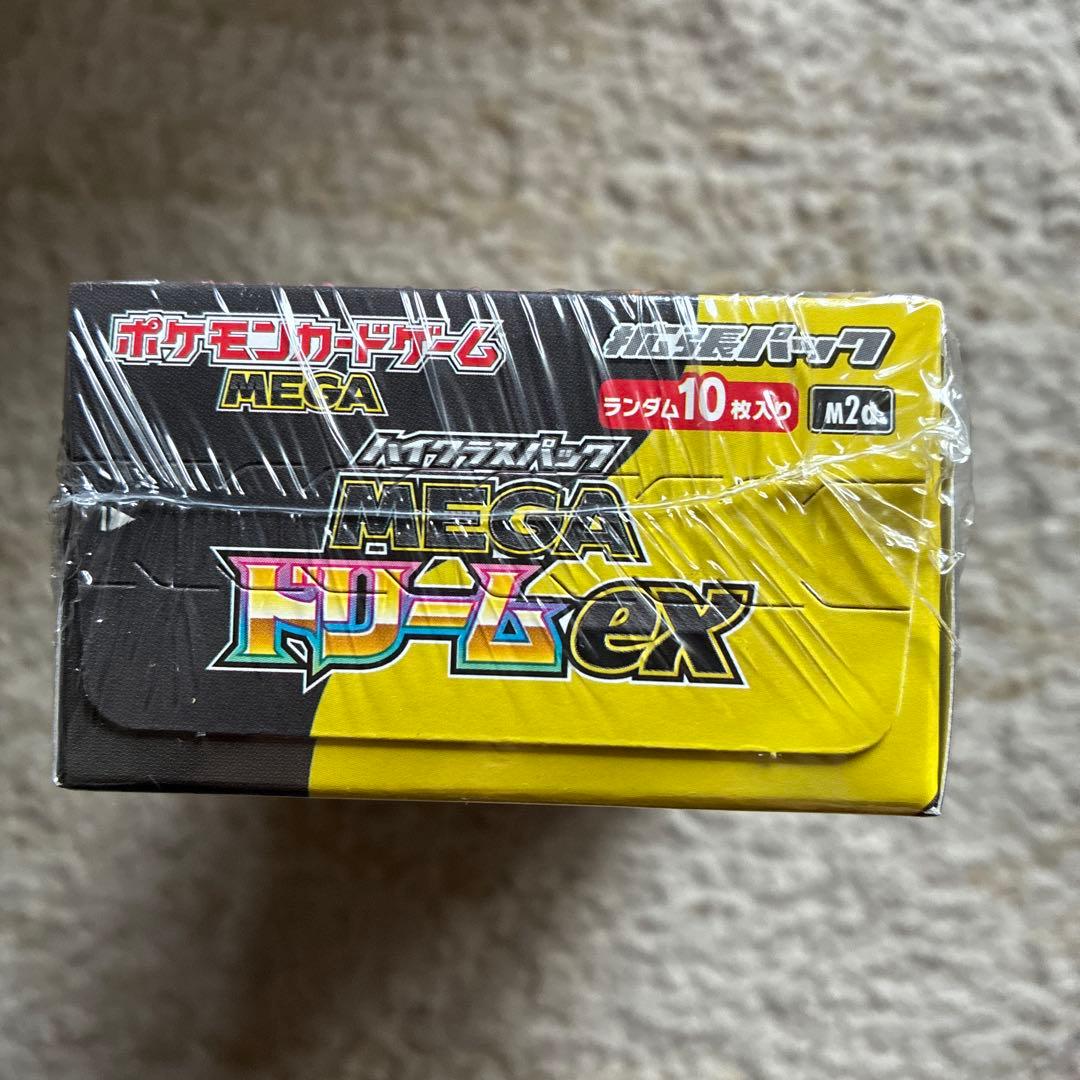 ポケモンカードゲーム
MEGA
拡張パック
ランダム10枚入り
M2a
ハイクラスパック
MEGA
ドリームex